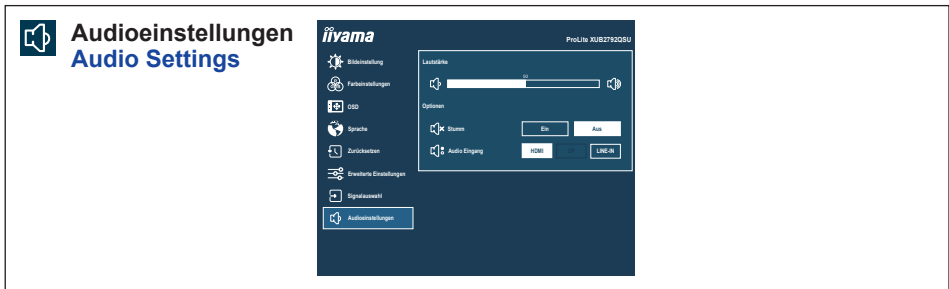 Audioeinstellungen
Audio Settings
iiyama
ProLite XUB2792QSU
Bildeinstellung
Farbeinstellungen
OSD
Sprache
Zurücksetzen
Erweiterte Einstellungen
Signalauswahl
Audioeinstellungen
Lautstärke
50
Optionen
Stumm Ein Aus
Audio Eingang HDMI DP LINE-IN